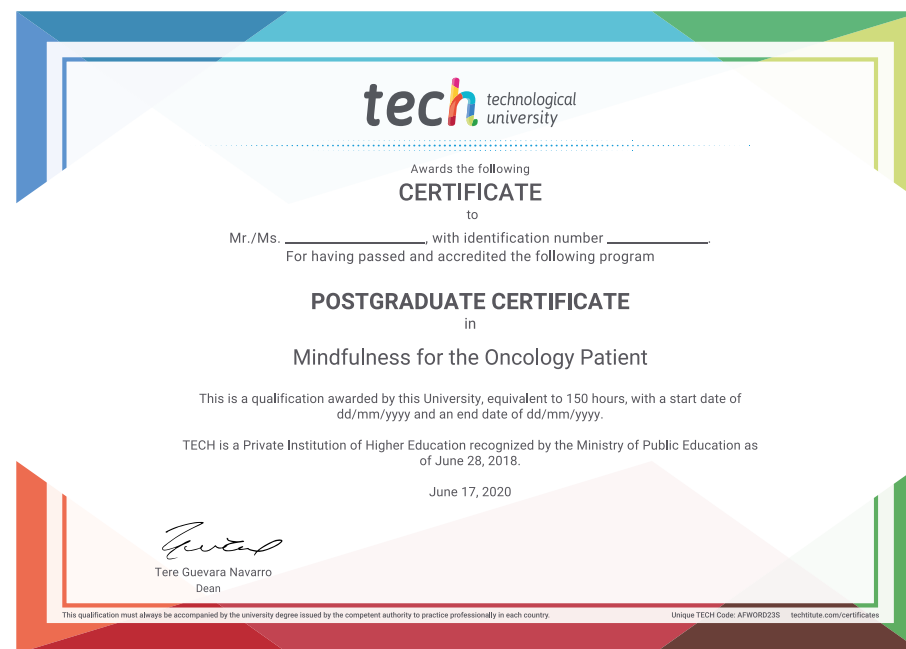 tech technological
university
Awards the following
CERTIFICATE
to
Mr./Ms. ____________________, with identification number ______________.
For having passed and accredited the following program
POSTGRADUATE CERTIFICATE
in
Mindfulness for the Oncology Patient
This is a qualification awarded by this University, equivalent to 150 hours, with a start date of
dd/mm/yyyy and an end date of dd/mm/yyyy.
TECH is a Private Institution of Higher Education recognized by the Ministry of Public Education as
of June 28, 2018.
June 17, 2020
Tere Guevara Navarro
Dean
This qualification must always be accompanied by the university degree issued by the competent authority to practice professionally in each country.
Unique TECH Code: AFWORD23S techtitute.com/certificates